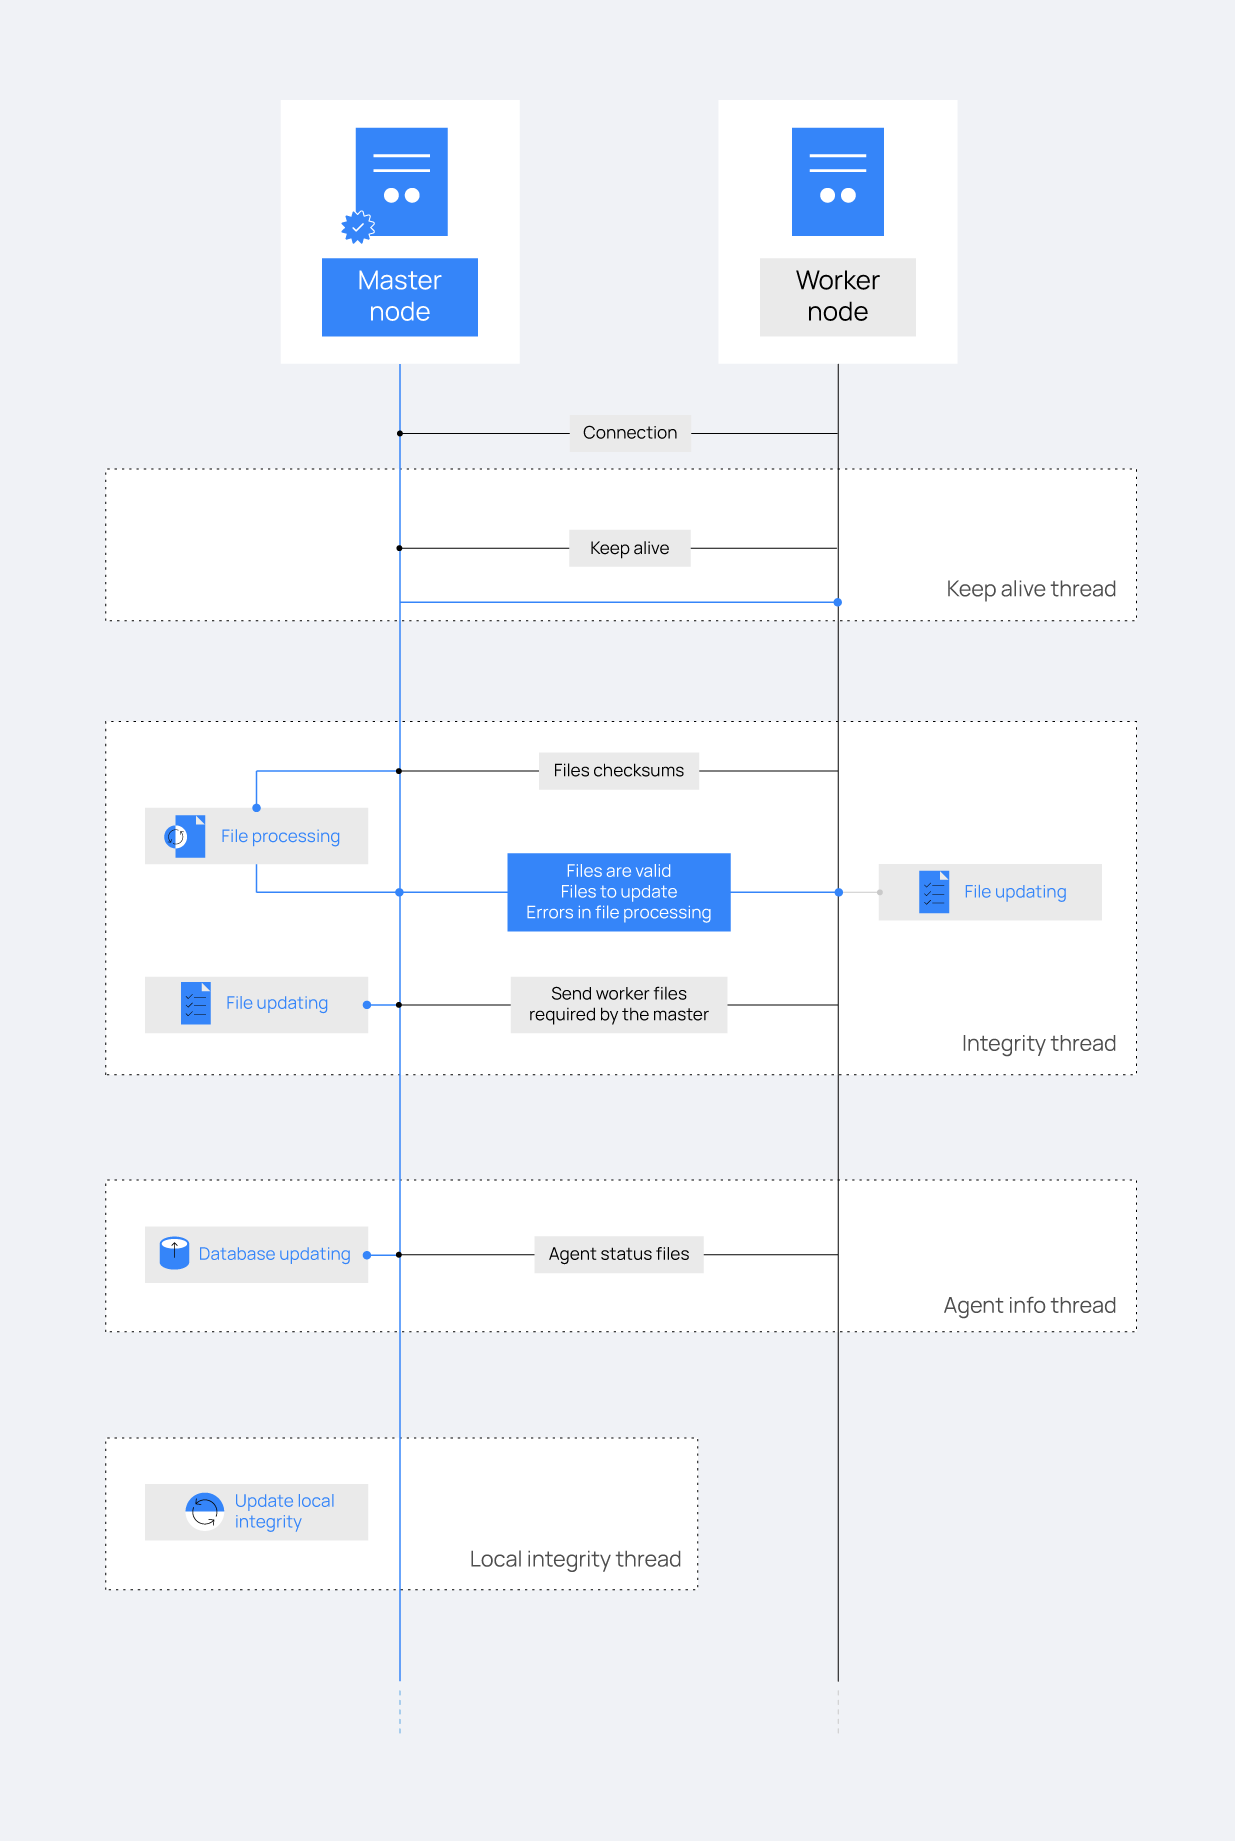 Master
node
Worker
node
Connection
Keep alive
Keep alive thread
Files checksums
File processing
Files are valid
Files to update
Errors in file processing
File updating
File updating
Send worker files
required by the master
Integrity thread
Database updating
Agent status files
Agent info thread
Update local
integrity
Local integrity thread